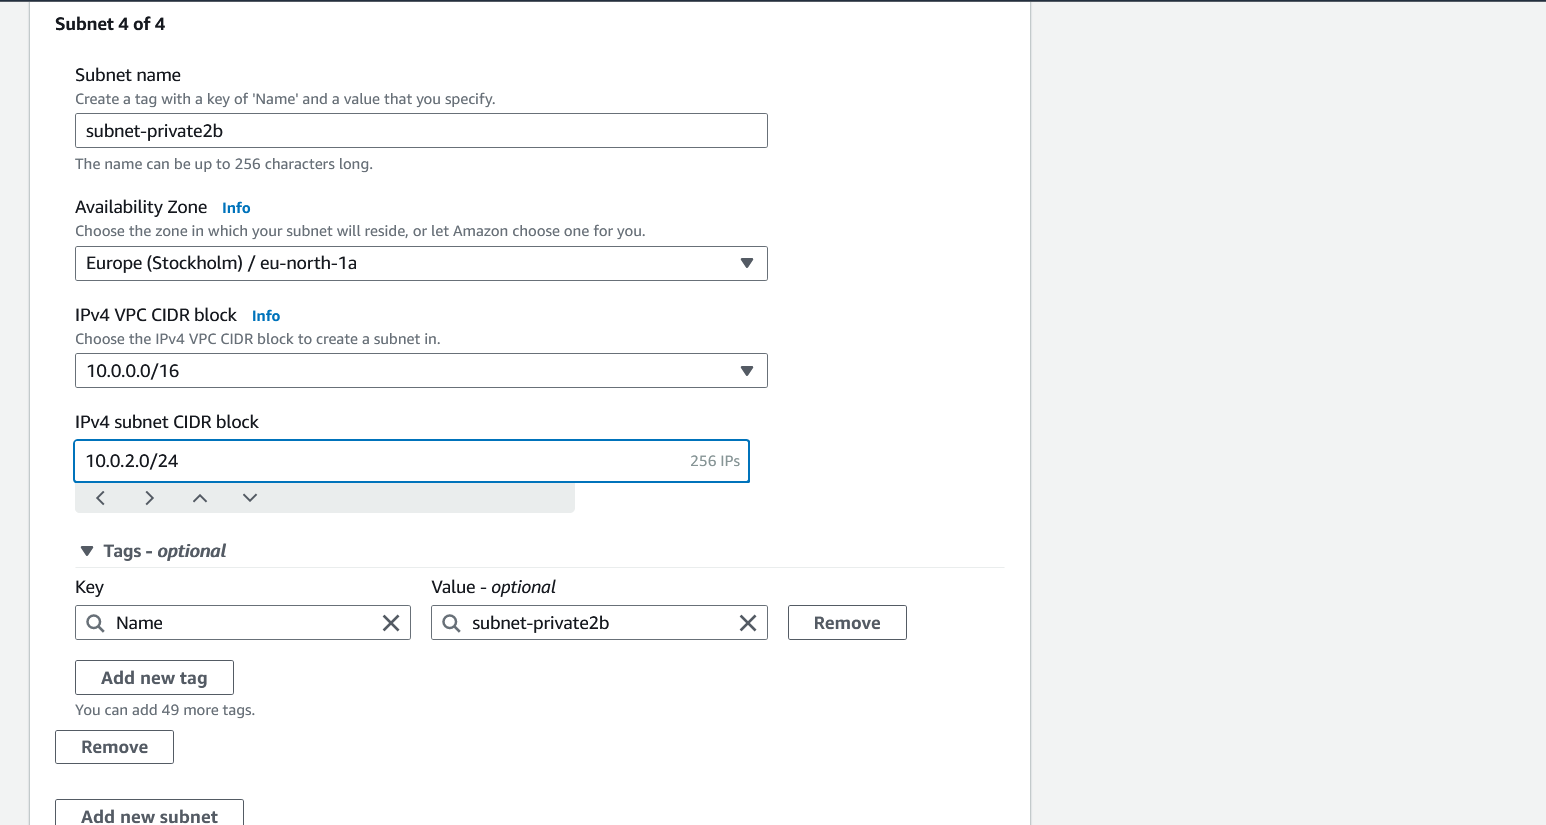 Subnet 4 of 4
Subnet name
Create a tag with a key of 'Name' and a value that you specify.
subnet-private2b
The name can be up to 256 characters long.
Availability Zone Info
Choose the zone in which your subnet will reside, or let Amazon choose one for you.
Europe (Stockholm) / eu-north-1a
IPv4 VPC CIDR block Info
Choose the IPv4 VPC CIDR block to create a subnet in.
10.0.0.0/16
IPv4 subnet CIDR block
10.0.2.0/24 256 IPs
Tags - optional
Key Value - optional
Name subnet-private2b Remove
Add new tag
You can add 49 more tags.
Remove
Add new subnet